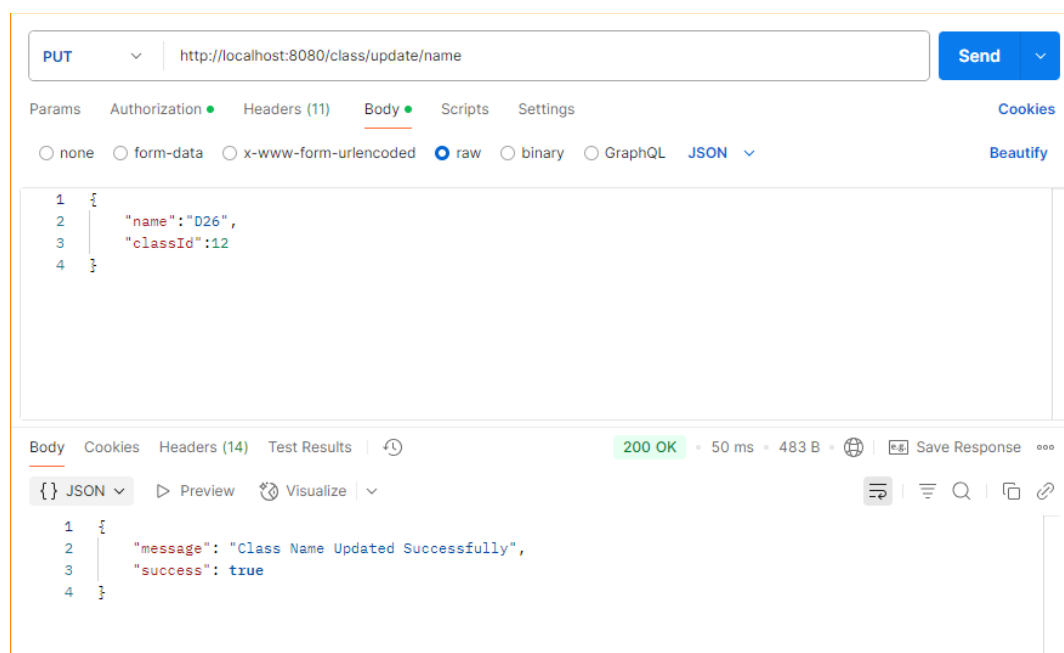 PUT http://localhost:8080/class/update/name Send
Params Authorization Headers (11) Body Scripts Settings Cookies
none form-data x-www-form-urlencoded raw binary GraphQL JSON Beautify
1 {
2 "name":"D26",
3 "classId":12
4 }
Body Cookies Headers (14) Test Results 200 OK 50 ms 483 B e.g. Save Response
{} JSON Preview Visualize
1 {
2 "message": "Class Name Updated Successfully",
3 "success": true
4 }